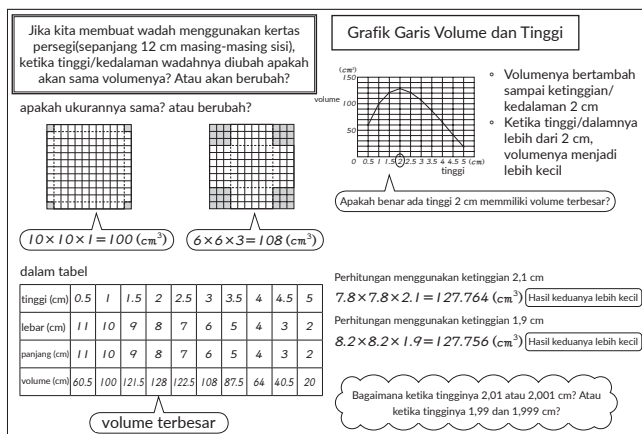 Jika kita membuat wadah menggunakan kertas
persegi(sepanjang 12 cm masing-masing sisi),
ketika tinggi/kedalaman wadahnya diubah apakah
akan sama volumenya? Atau akan berubah?
apakah ukurannya sama? atau berubah?
10×10×1=100 (cm³)
6×6×3=108 (cm³)
dalam tabel
tinggi (cm) 0.5 1 1.5 2 2.5 3 3.5 4 4.5 5
lebar (cm) 11 10 9 8 7 6 5 4 3 2
panjang (cm) 11 10 9 8 7 6 5 4 3 2
volume (cm) 60.5 100 121.5 128 122.5 108 87.5 64 40.5 20
volume terbesar
Grafik Garis Volume dan Tinggi
(cm³)
150
volume 100
50
0 0.5 1 1.5 2 2.5 3 3.5 4 4.5 5 (cm)
tinggi
• Volumenya bertambah
sampai ketinggian/
kedalaman 2 cm
• Ketika tinggi/dalamnya
lebih dari 2 cm,
volumenya menjadi
lebih kecil
Apakah benar ada tinggi 2 cm memmiliki volume terbesar?
Perhitungan menggunakan ketinggian 2,1 cm
7.8×7.8×2.1=127.764 (cm³) Hasil keduanya lebih kecil
Perhitungan menggunakan ketinggian 1,9 cm
8.2×8.2×1.9=127.756 (cm³) Hasil keduanya lebih kecil
Bagaimana ketika tingginya 2,01 atau 2,001 cm? Atau
ketika tingginya 1,99 dan 1,999 cm?